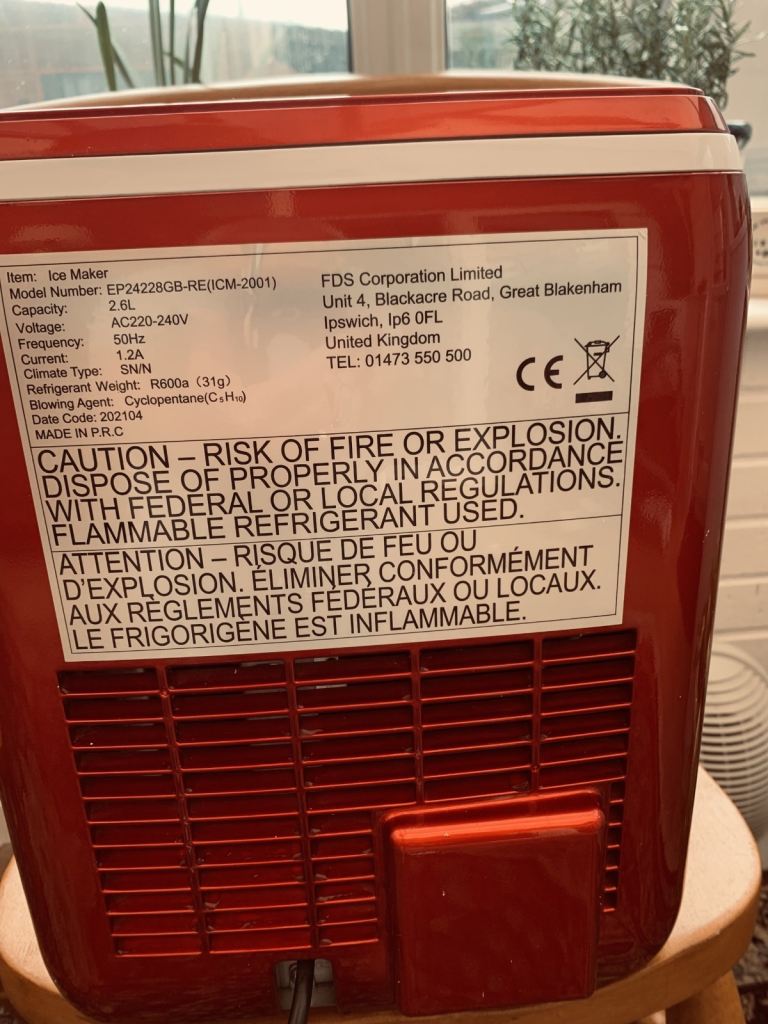 Item: Ice Maker
Model Number: EP24228GB-RE(ICM-2001)
Capacity: 2.6L
Voltage: AC220-240V
Frequency: 50Hz
Current: 1.2A
Climate Type: SN/N
Refrigerant Weight: R600a (31g)
Blowing Agent: Cyclopentane(C₅H₁₀)
Date Code: 202104
MADE IN P.R.C
FDS Corporation Limited
Unit 4, Blackacre Road, Great Blakenham
Ipswich, Ip6 0FL
United Kingdom
TEL: 01473 550 500
CE
CAUTION – RISK OF FIRE OR EXPLOSION.
DISPOSE OF PROPERLY IN ACCORDANCE
WITH FEDERAL OR LOCAL REGULATIONS.
FLAMMABLE REFRIGERANT USED.
ATTENTION – RISQUE DE FEU OU
D'EXPLOSION. ÉLIMINER CONFORMÉMENT
AUX RÈGLEMENTS FÉDÉRAUX OU LOCAUX.
LE FRIGORIGÈNE EST INFLAMMABLE.